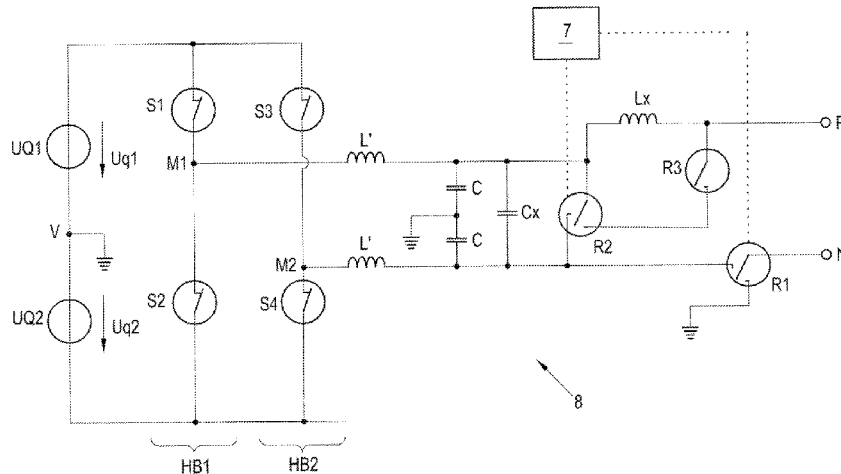 7
Lx
P
S1
S3
UQ1
Uq1
M1
L'
R3
C
Cx
V
R2
C
N
L'
M2
R1
S2
S4
UQ2
Uq2
8
HB1
HB2